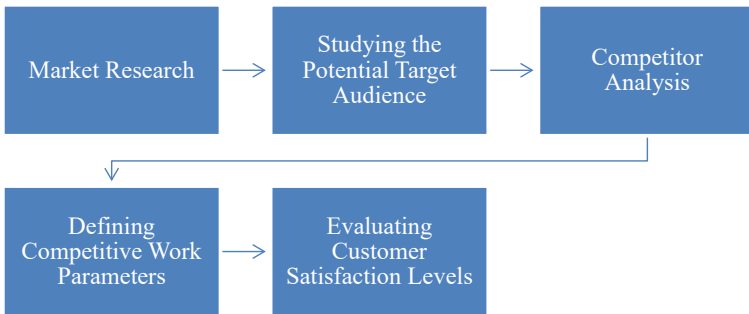 Market Research
Studying the
Potential Target
Audience
Competitor
Analysis
Defining
Competitive Work
Parameters
Evaluating
Customer
Satisfaction Levels